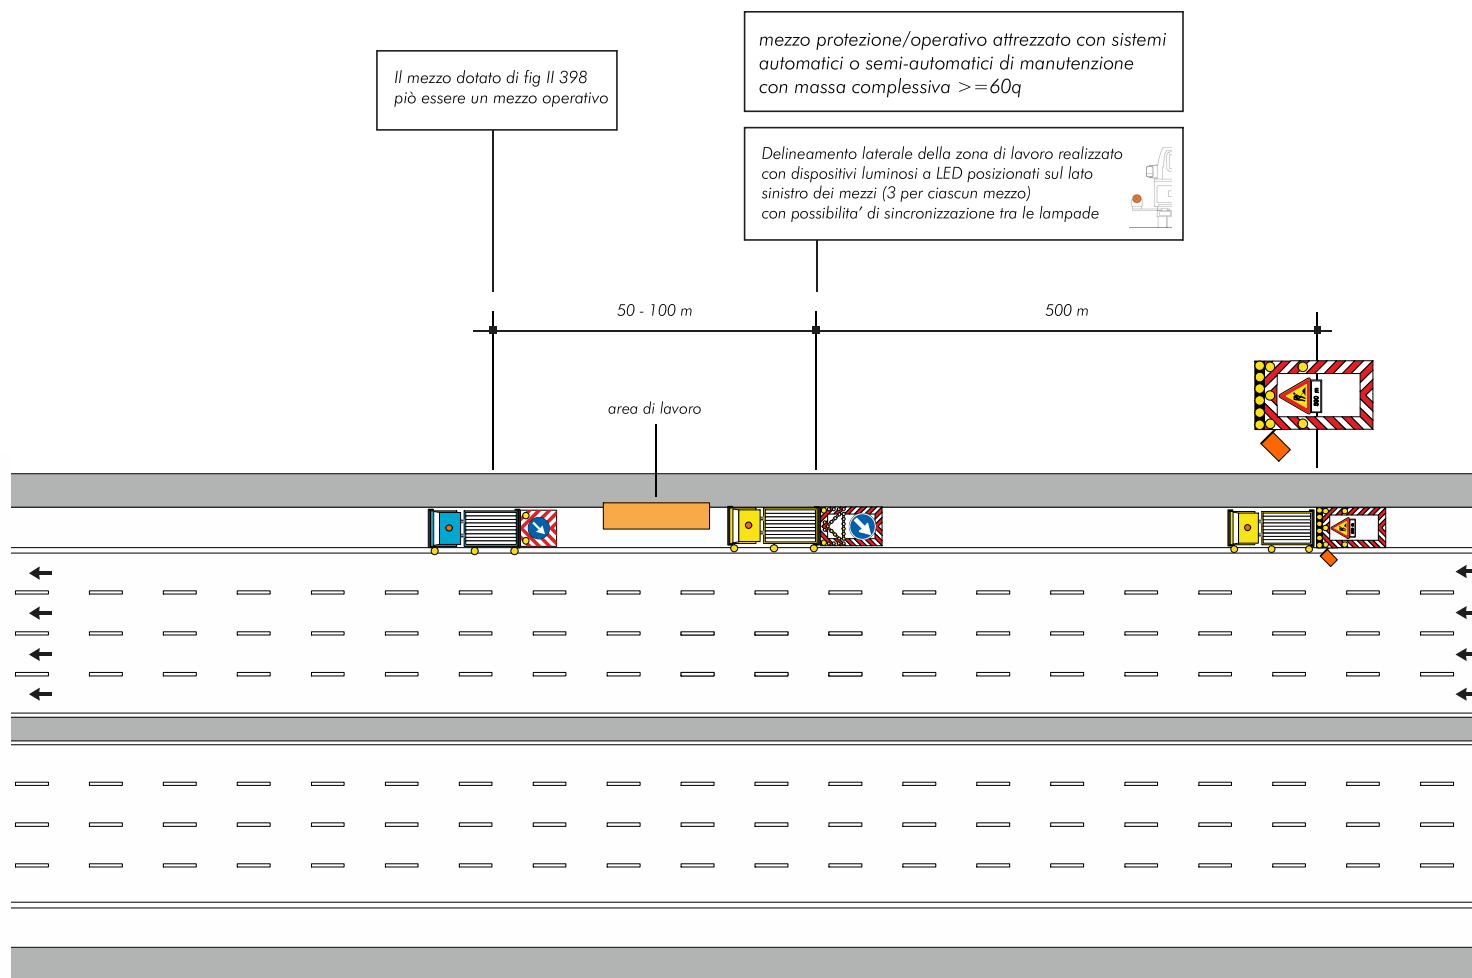 Il mezzo dotato di fig II 398
piò essere un mezzo operativo
mezzo protezione/operativo attrezzato con sistemi
automatici o semi-automatici di manutenzione
con massa complessiva >=60q
Delineamento laterale della zona di lavoro realizzato
con dispositivi luminosi a LED posizionati sul lato
sinistro dei mezzi (3 per ciascun mezzo)
con possibilita' di sincronizzazione tra le lampade
50 - 100 m
500 m
area di lavoro